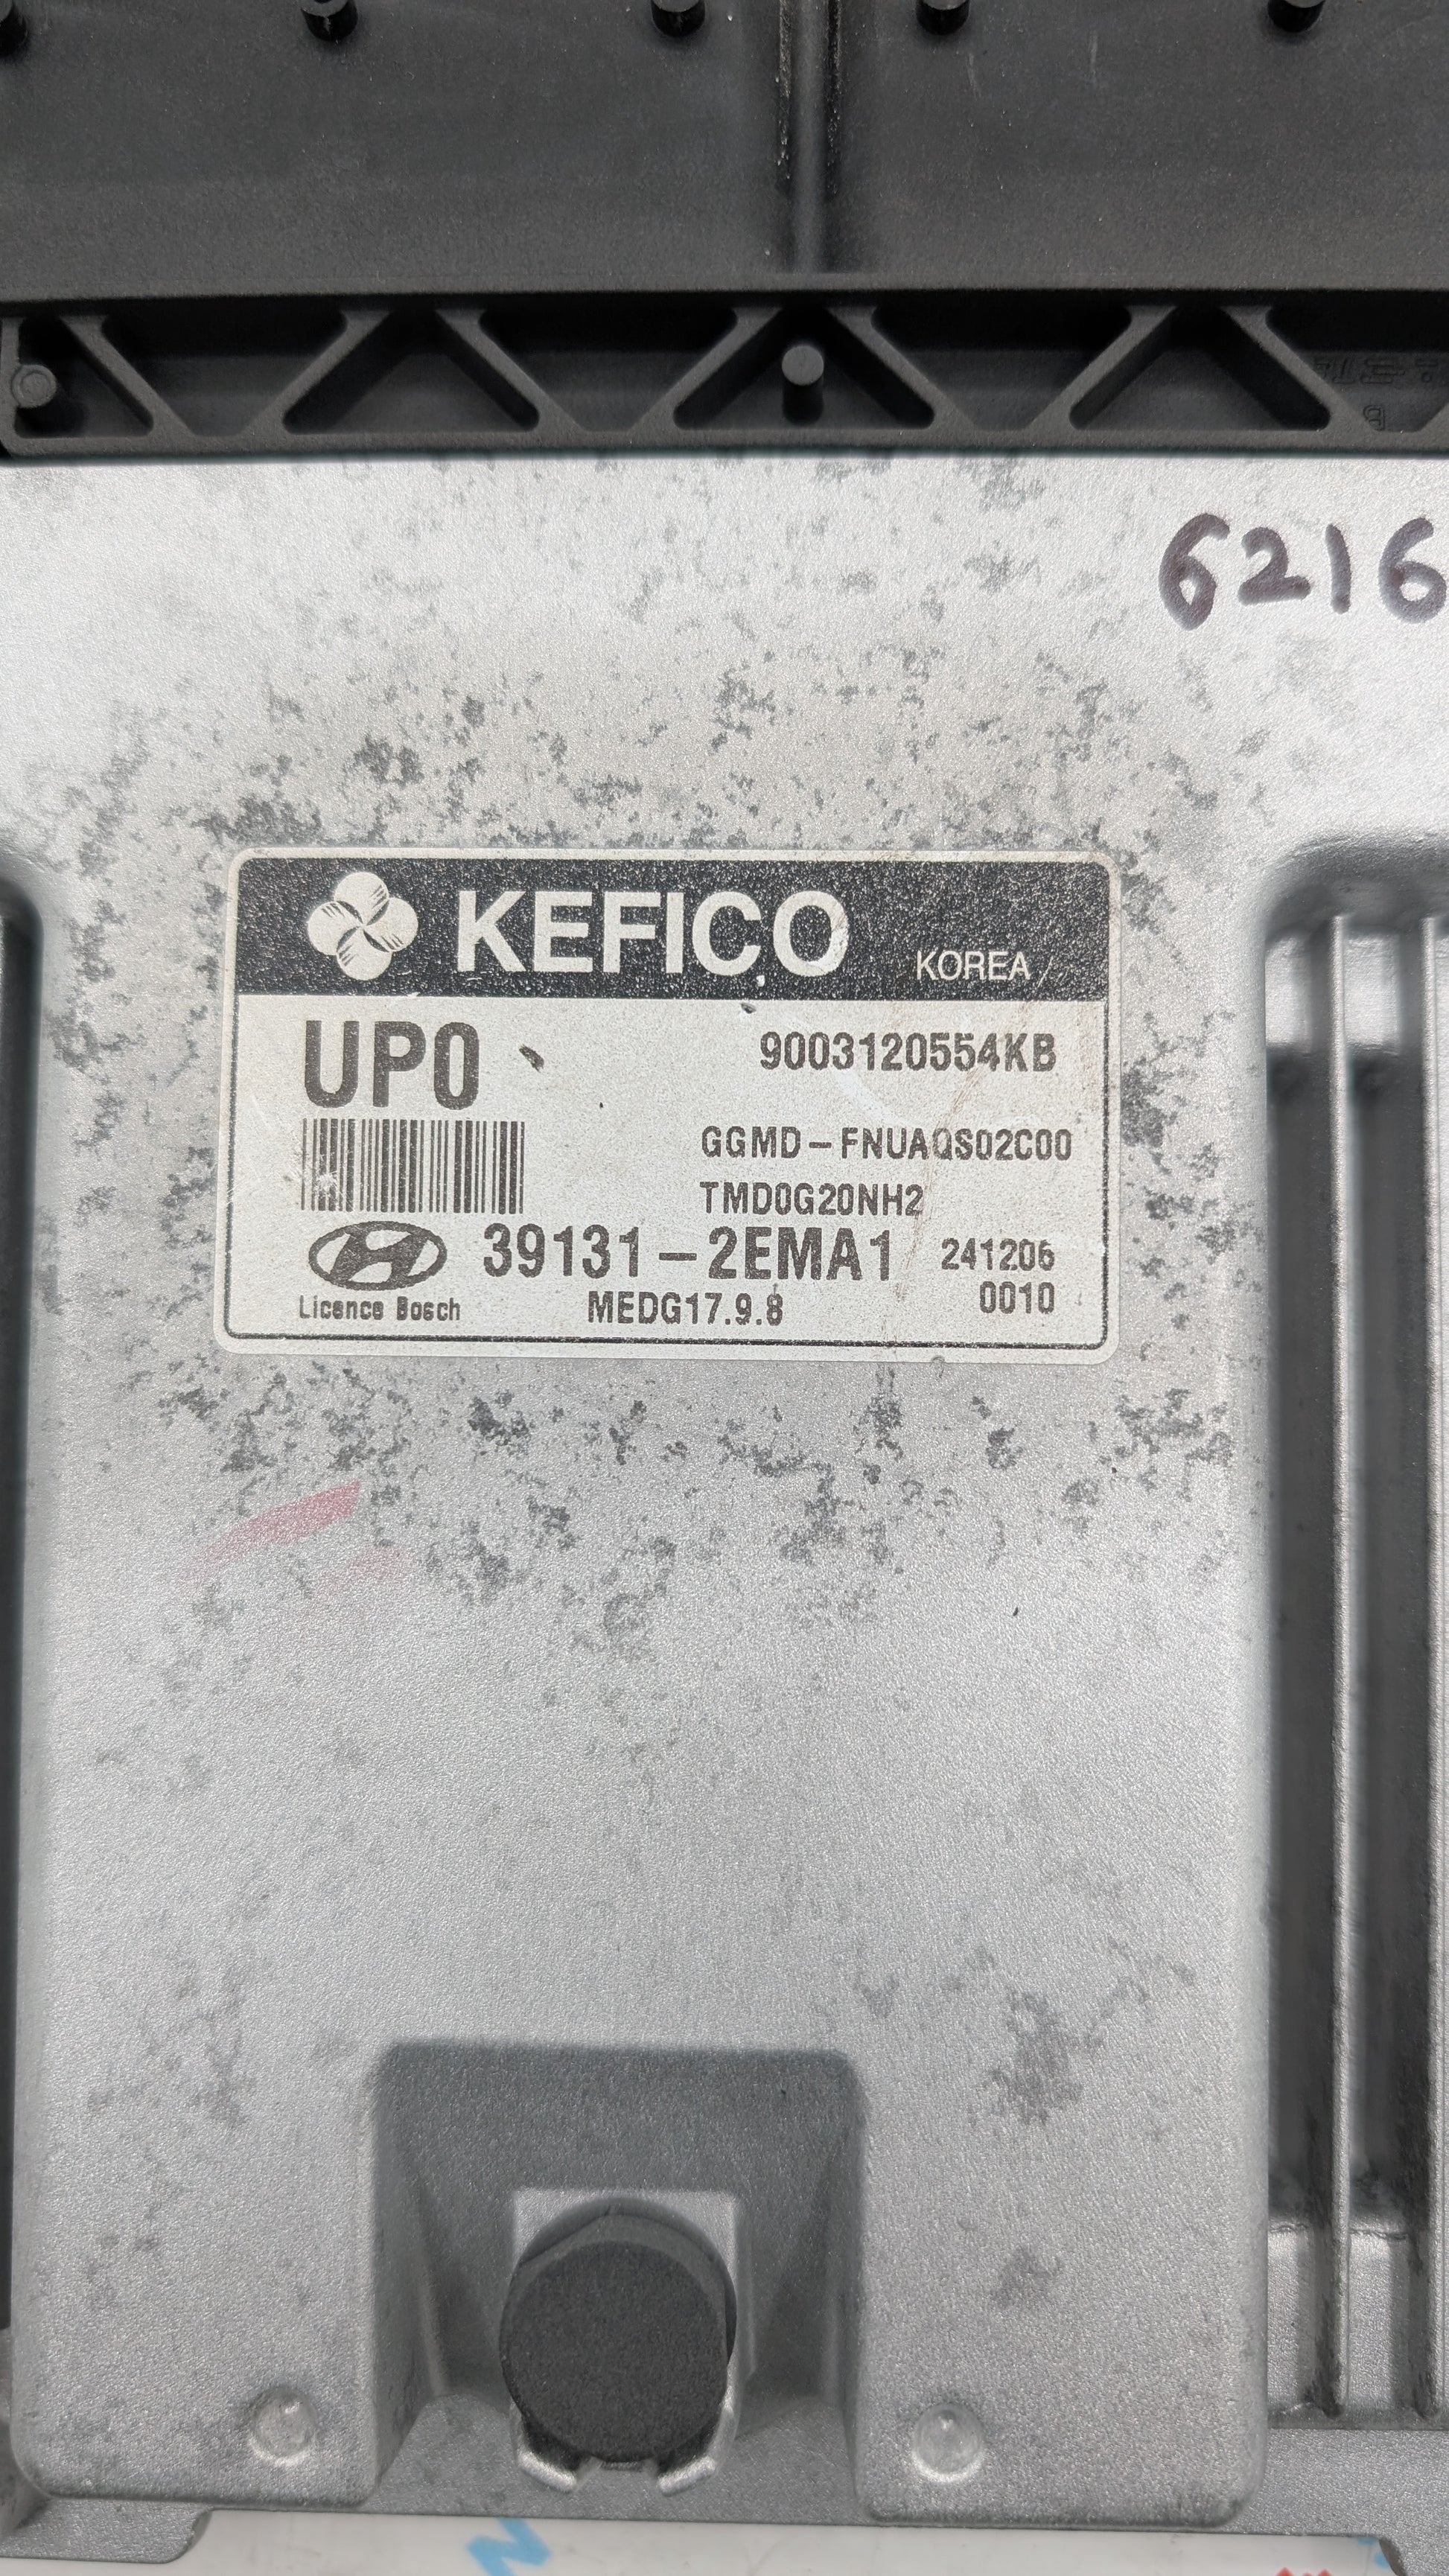 6216
KEFICO KOREA
UP0 9003120554KB
GGMD-FNUAQS02C00
TMD0G20NH2
39131-2EMA1 241206
Licence Bosch MEDG17.9.8 0010